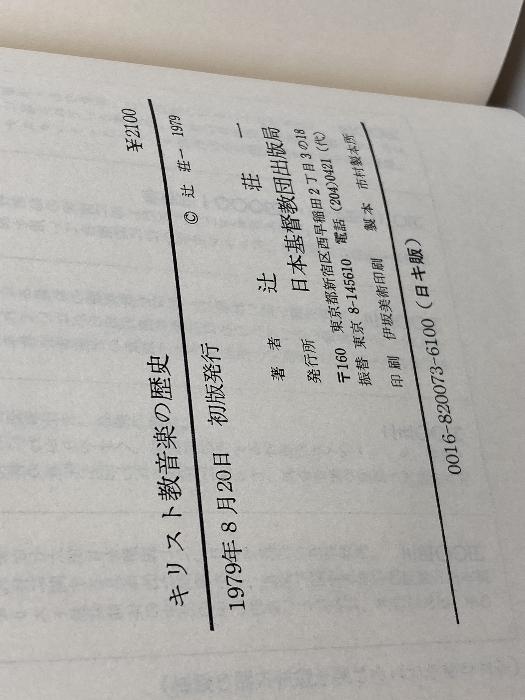 キリスト教音楽の歴史 ¥2100
© 辻 荘一 1979
1979年8月20日 初版発行
著者 辻 荘一
発行所 日本基督教団出版局
〒160 東京都新宿区西早稲田2丁目3の18
振替 東京 8-145610 電話 (204)0421 (代)
印刷 伊坂美術印刷 製本 市村製本所
0016-820073-6100 (日キ販)